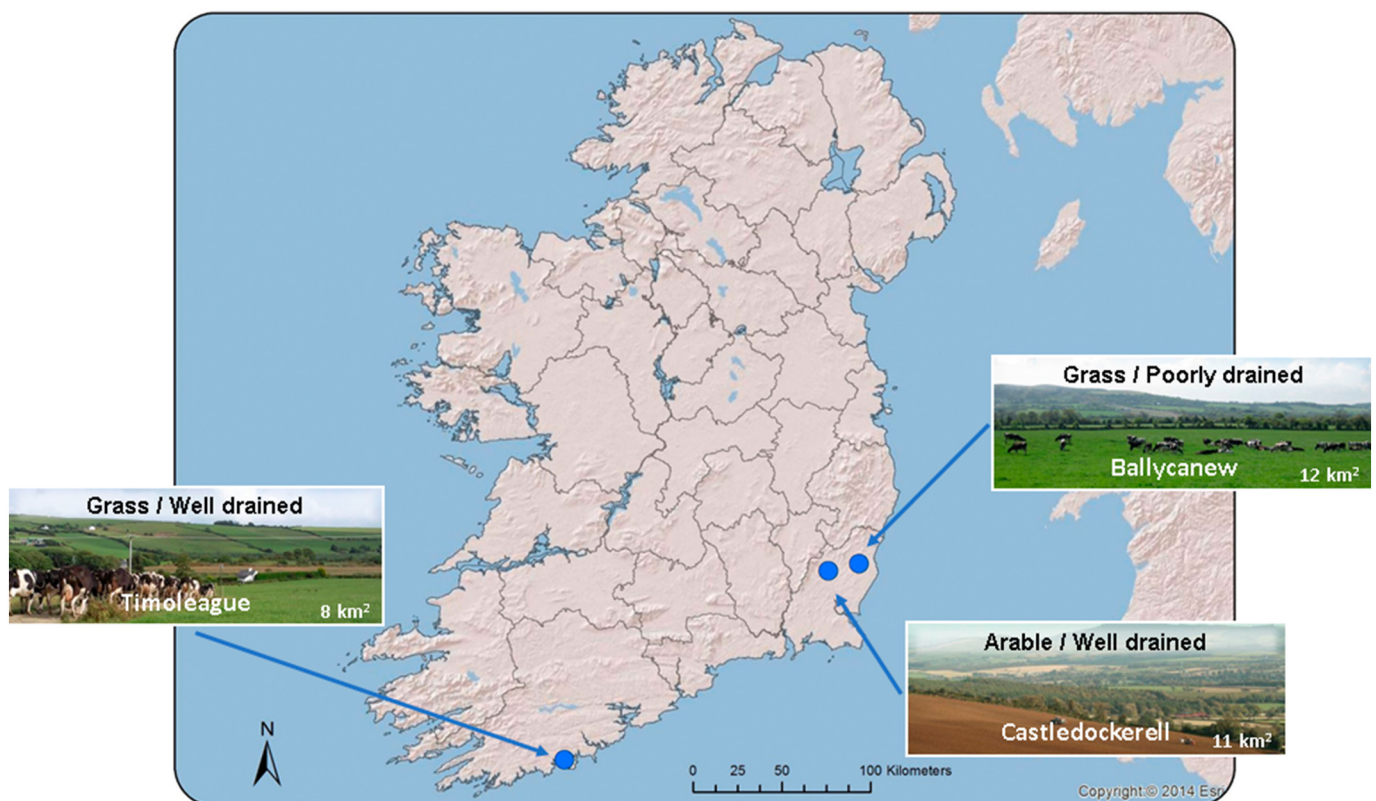 Grass / Poorly drained
Ballycanew
12 km²
Grass / Well drained
Timoleague
8 km²
Arable / Well drained
Castledockerell
11 km²
N
0 25 50 100 Kilometers
Copyright:© 2014 Esri